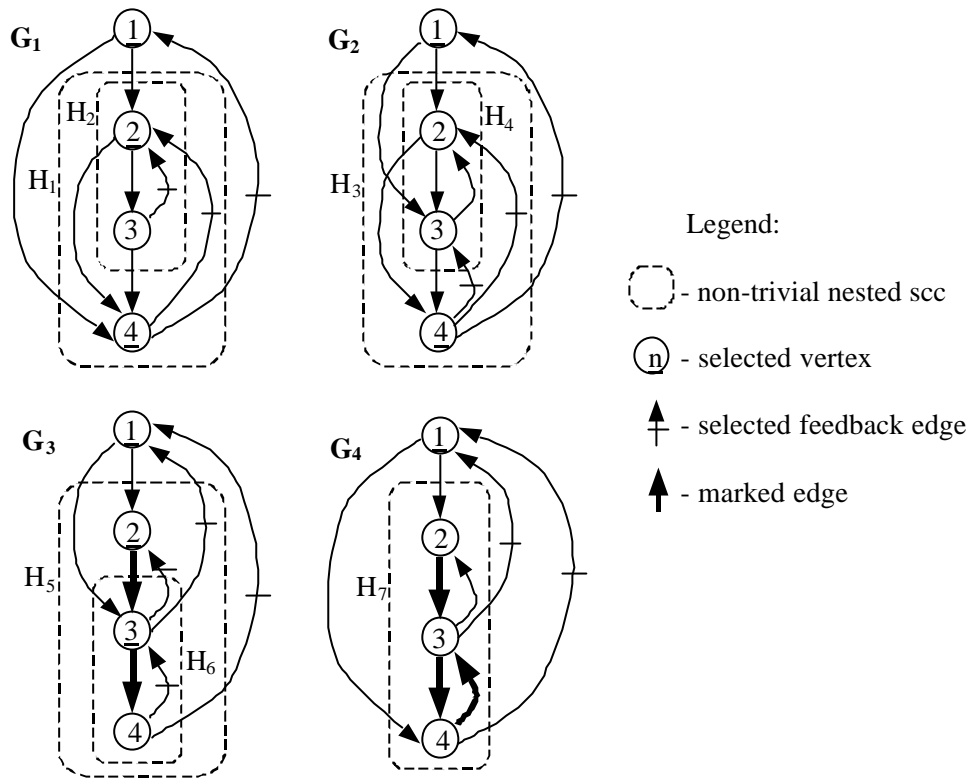 G1
1
H2
2
H1
3
4
G2
1
H4
2
H3
3
4
Legend:
- non-trivial nested scc
n - selected vertex
- selected feedback edge
- marked edge
G3
1
2
H5
3
H6
4
G4
1
2
H7
3
4